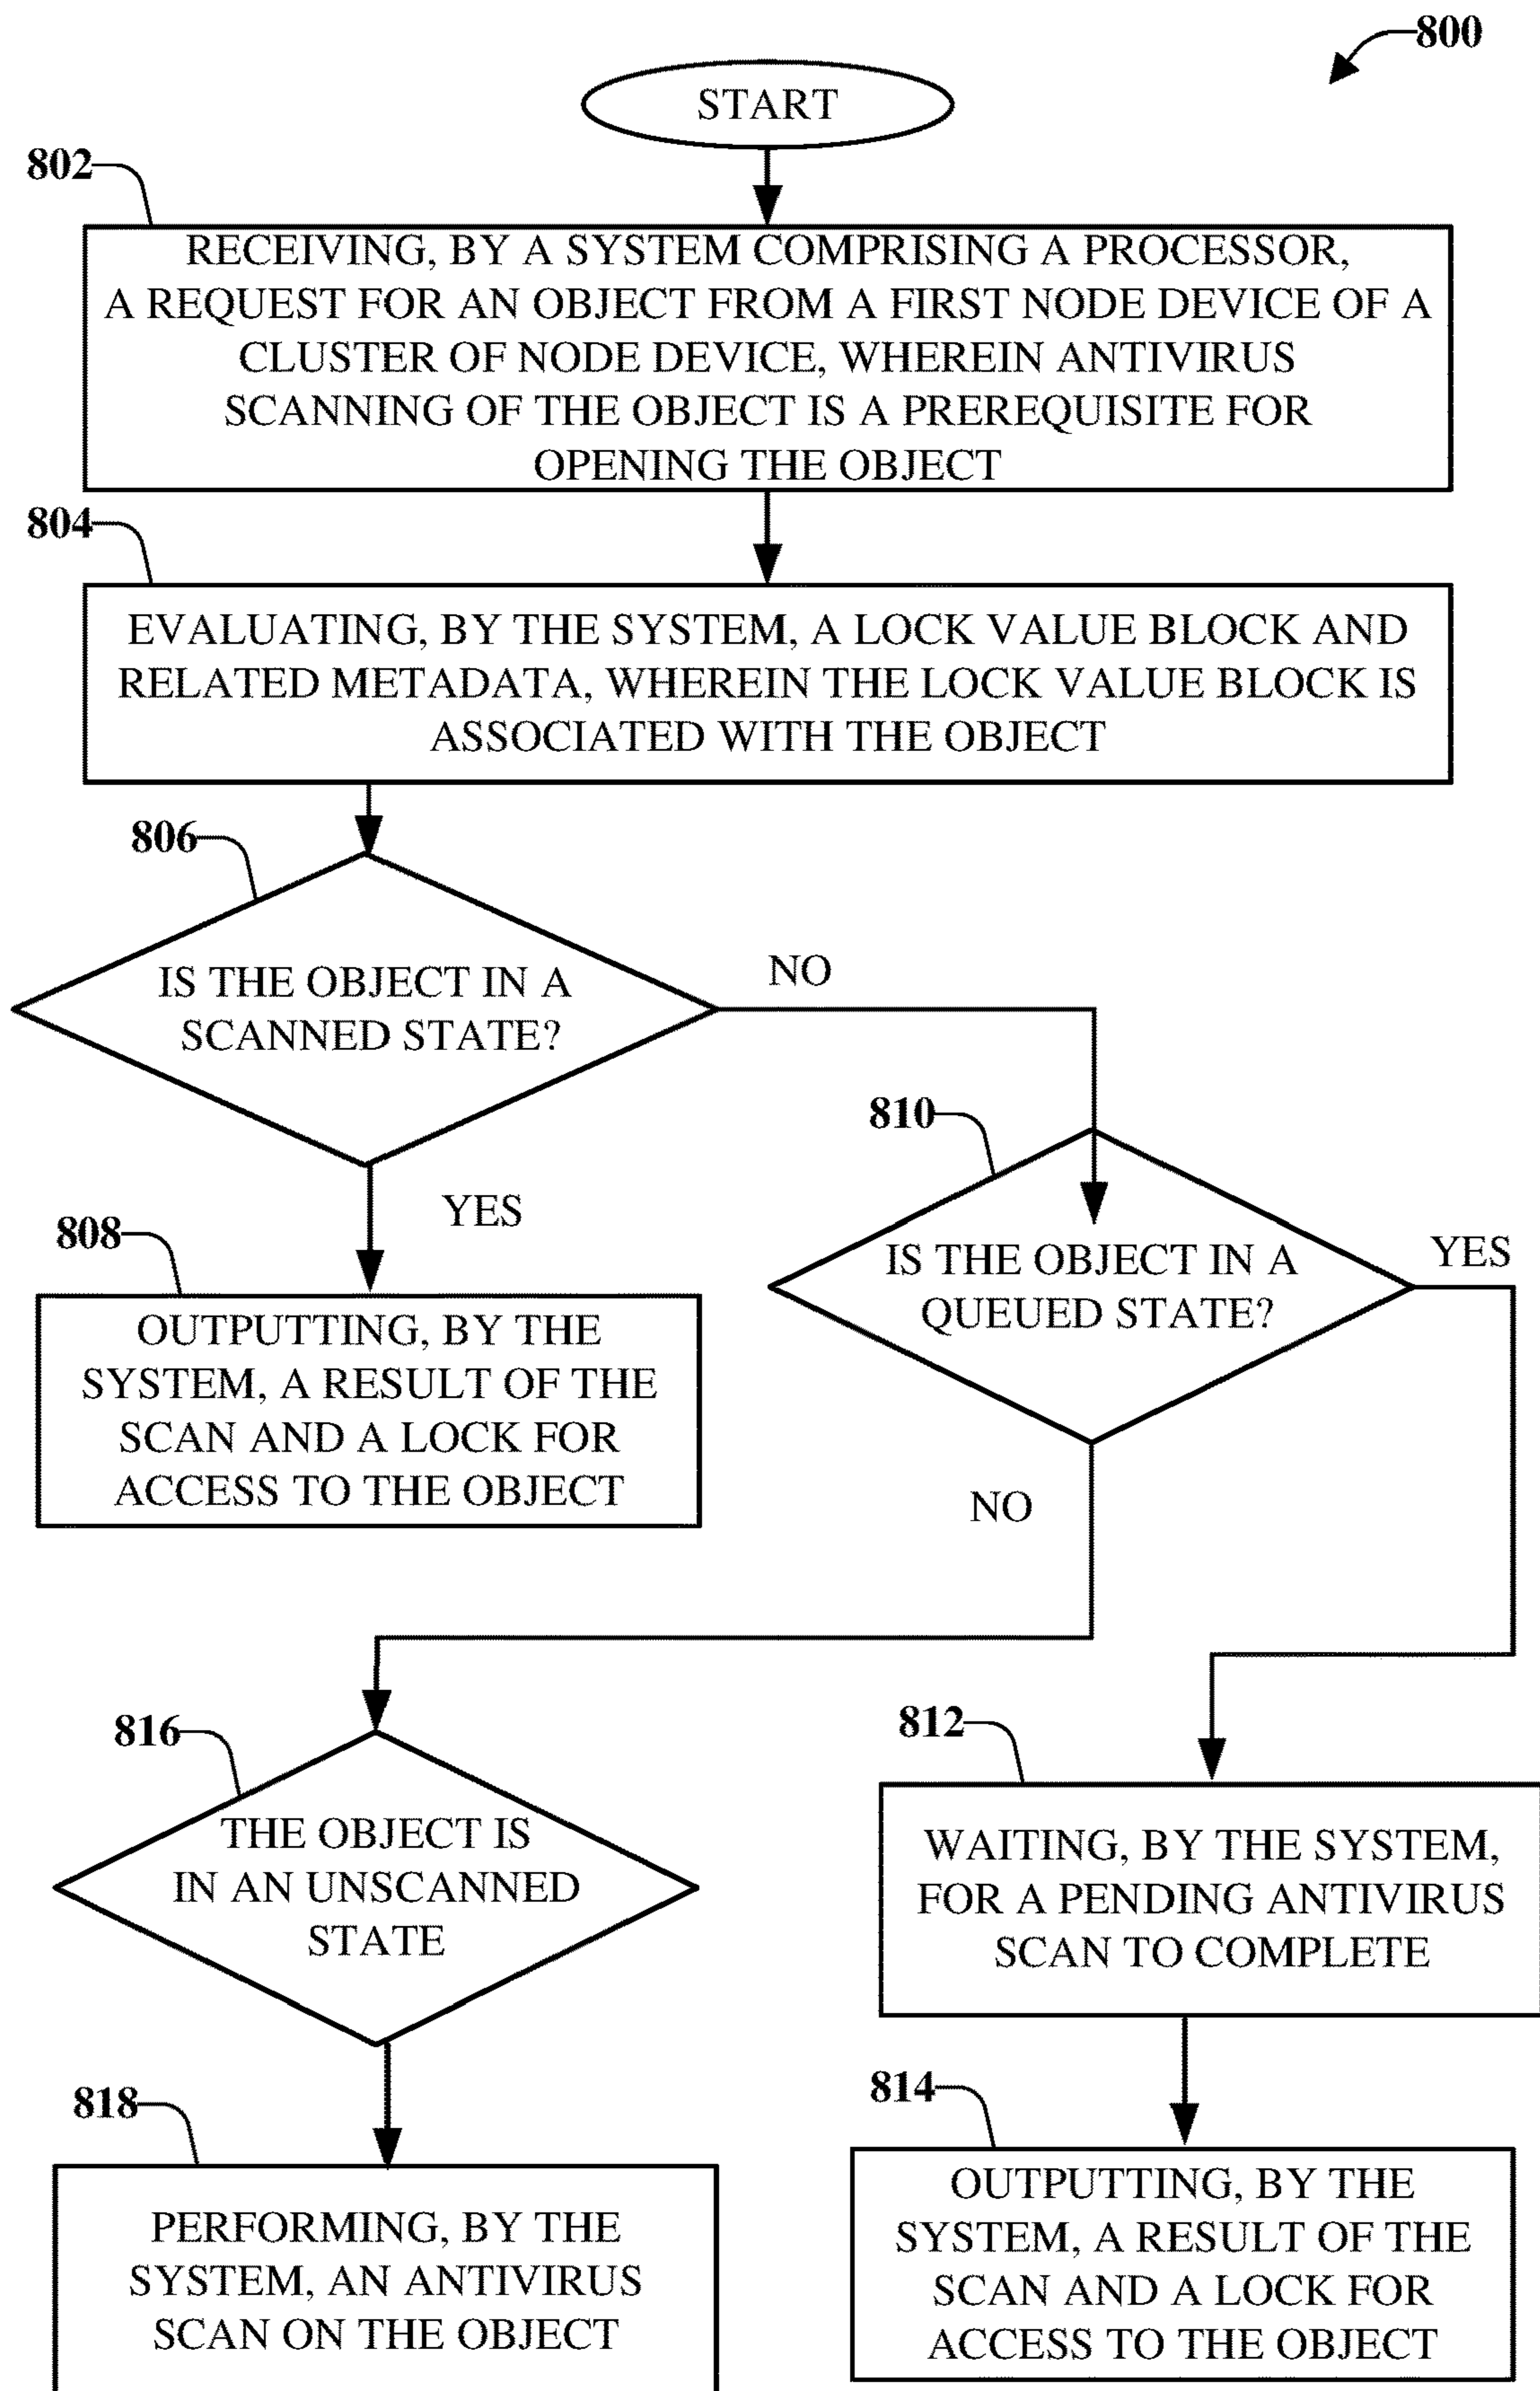 800
START
802
RECEIVING, BY A SYSTEM COMPRISING A PROCESSOR,
A REQUEST FOR AN OBJECT FROM A FIRST NODE DEVICE OF A
CLUSTER OF NODE DEVICE, WHEREIN ANTIVIRUS
SCANNING OF THE OBJECT IS A PREREQUISITE FOR
OPENING THE OBJECT
804
EVALUATING, BY THE SYSTEM, A LOCK VALUE BLOCK AND
RELATED METADATA, WHEREIN THE LOCK VALUE BLOCK IS
ASSOCIATED WITH THE OBJECT
806
IS THE OBJECT IN A
SCANNED STATE?
NO
YES
808
OUTPUTTING, BY THE
SYSTEM, A RESULT OF THE
SCAN AND A LOCK FOR
ACCESS TO THE OBJECT
810
IS THE OBJECT IN A
QUEUED STATE?
YES
NO
812
WAITING, BY THE SYSTEM,
FOR A PENDING ANTIVIRUS
SCAN TO COMPLETE
814
OUTPUTTING, BY THE
SYSTEM, A RESULT OF THE
SCAN AND A LOCK FOR
ACCESS TO THE OBJECT
816
THE OBJECT IS
IN AN UNSCANNED
STATE
818
PERFORMING, BY THE
SYSTEM, AN ANTIVIRUS
SCAN ON THE OBJECT